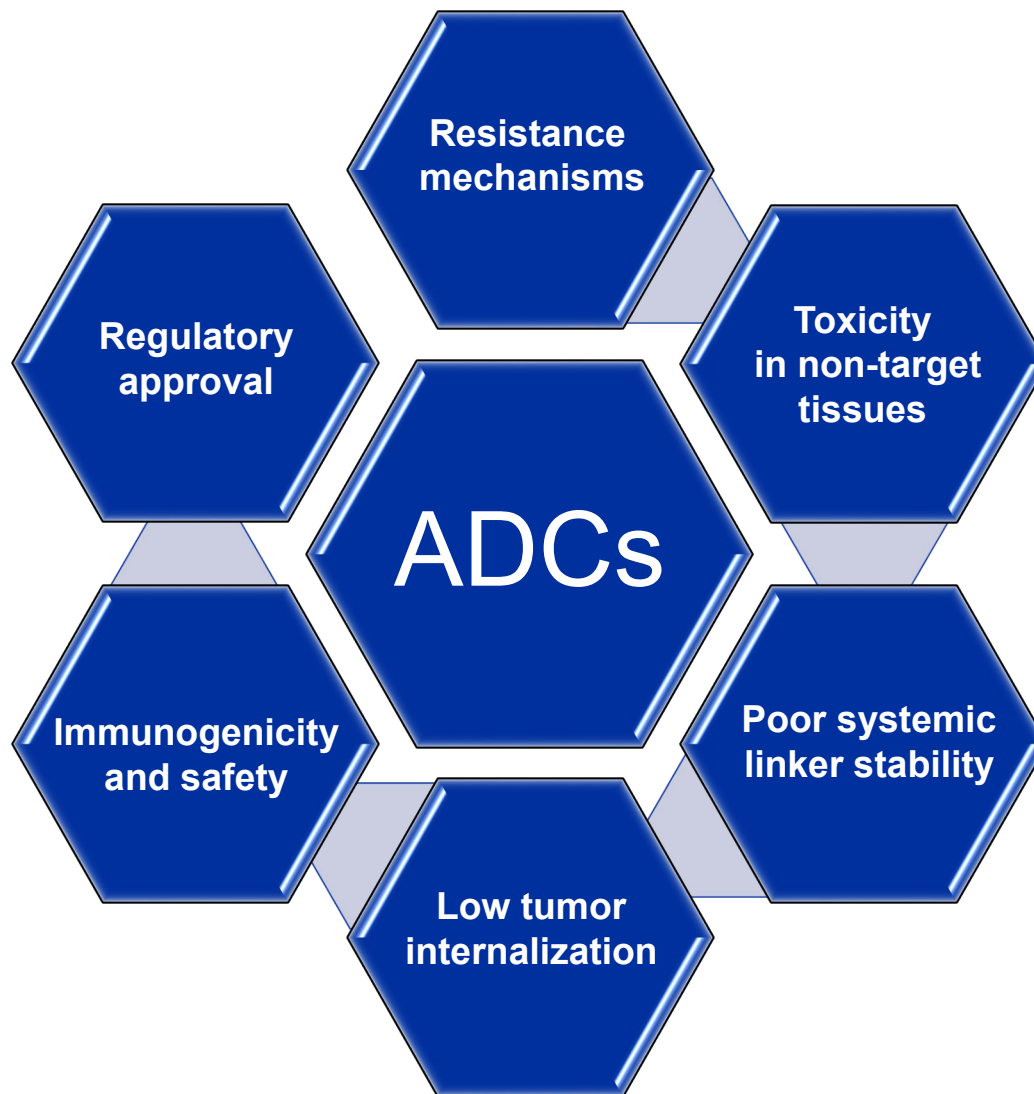 Resistance
mechanisms
Toxicity
in non-target
tissues
Poor systemic
linker stability
Low tumor
internalization
Immunogenicity
and safety
Regulatory
approval
ADCs